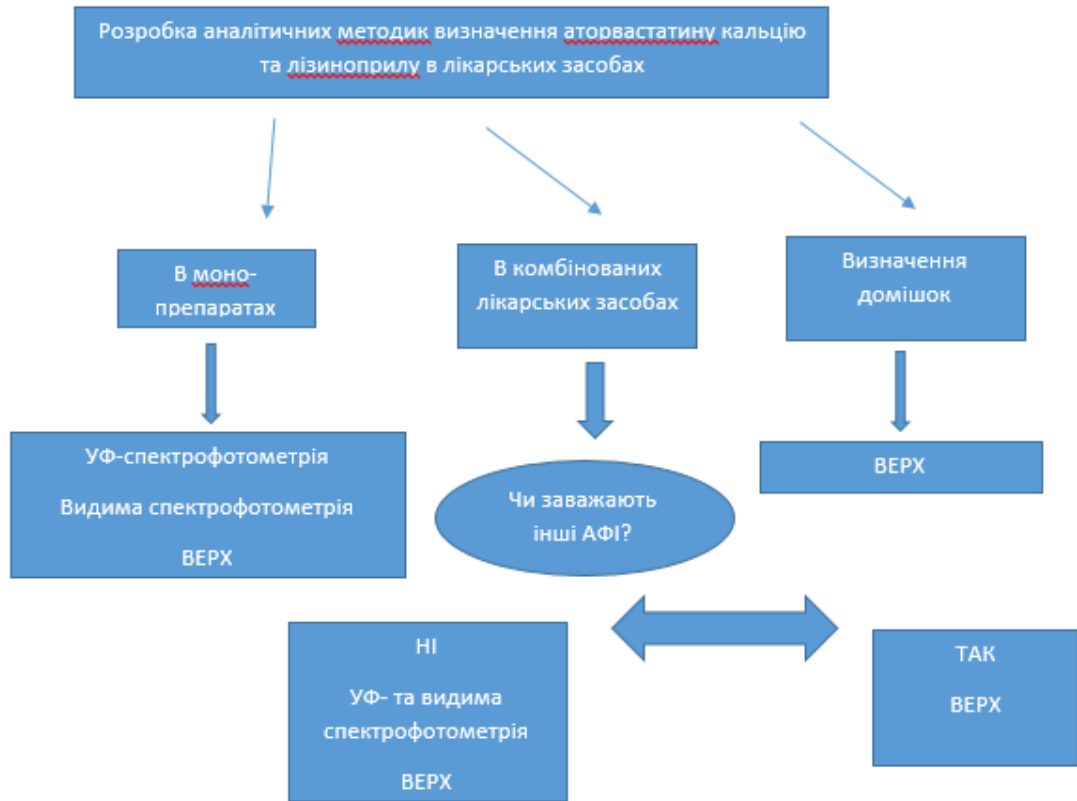 Розробка аналітичних методик визначення аторвастатину кальцію
та лізиноприлу в лікарських засобах
В моно-
препаратах
В комбінованих
лікарських засобах
Визначення
домішок
УФ-спектрофотометрія
Видима спектрофотометрія
ВЕРХ
Чи заважають
інші АФІ?
ВЕРХ
НІ
УФ- та видима
спектрофотометрія
ВЕРХ
ТАК
ВЕРХ